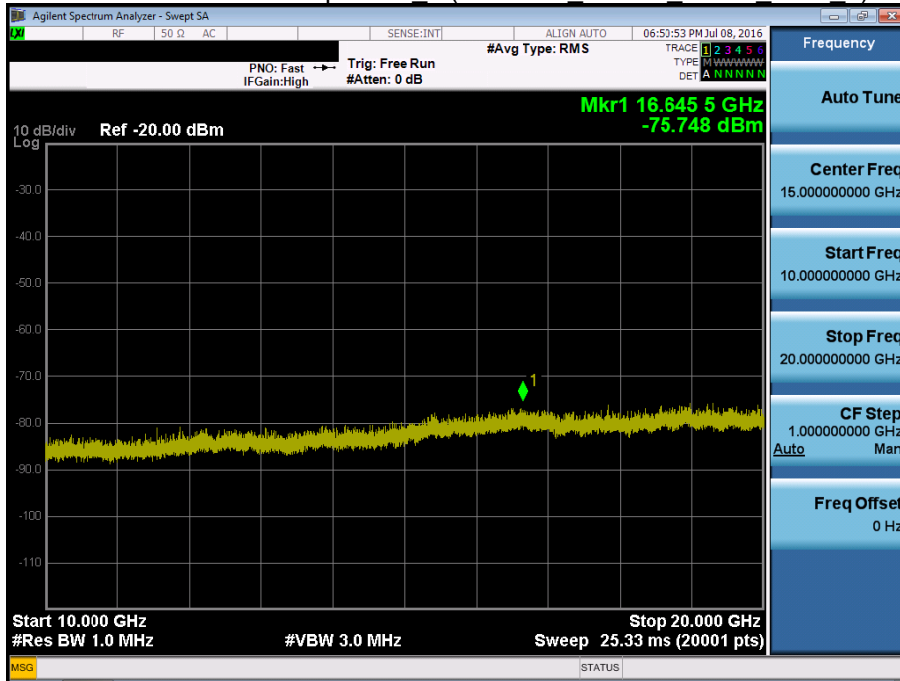 Agilent Spectrum Analyzer - Swept SA
LXI RF 50 Ω AC SENSE:INT ALIGN AUTO 06:50:53 PM Jul 08, 2016
#Avg Type: RMS TRACE 1 2 3 4 5 6
PNO: Fast Trig: Free Run TYPE M WWWWW
IFGain:High #Atten: 0 dB DET A N N N N N
Frequency
Mkr1 16.645 5 GHz
-75.748 dBm
10 dB/div Ref -20.00 dBm
Log
-30.0
-40.0
-50.0
-60.0
-70.0
-80.0
-90.0
-100
-110
1
Start 10.000 GHz Stop 20.000 GHz
#Res BW 1.0 MHz #VBW 3.0 MHz Sweep 25.33 ms (20001 pts)
MSG STATUS
Auto Tune
Center Freq
15.000000000 GHz
Start Freq
10.000000000 GHz
Stop Freq
20.000000000 GHz
CF Step
1.000000000 GHz
Auto Man
Freq Offset
0 Hz